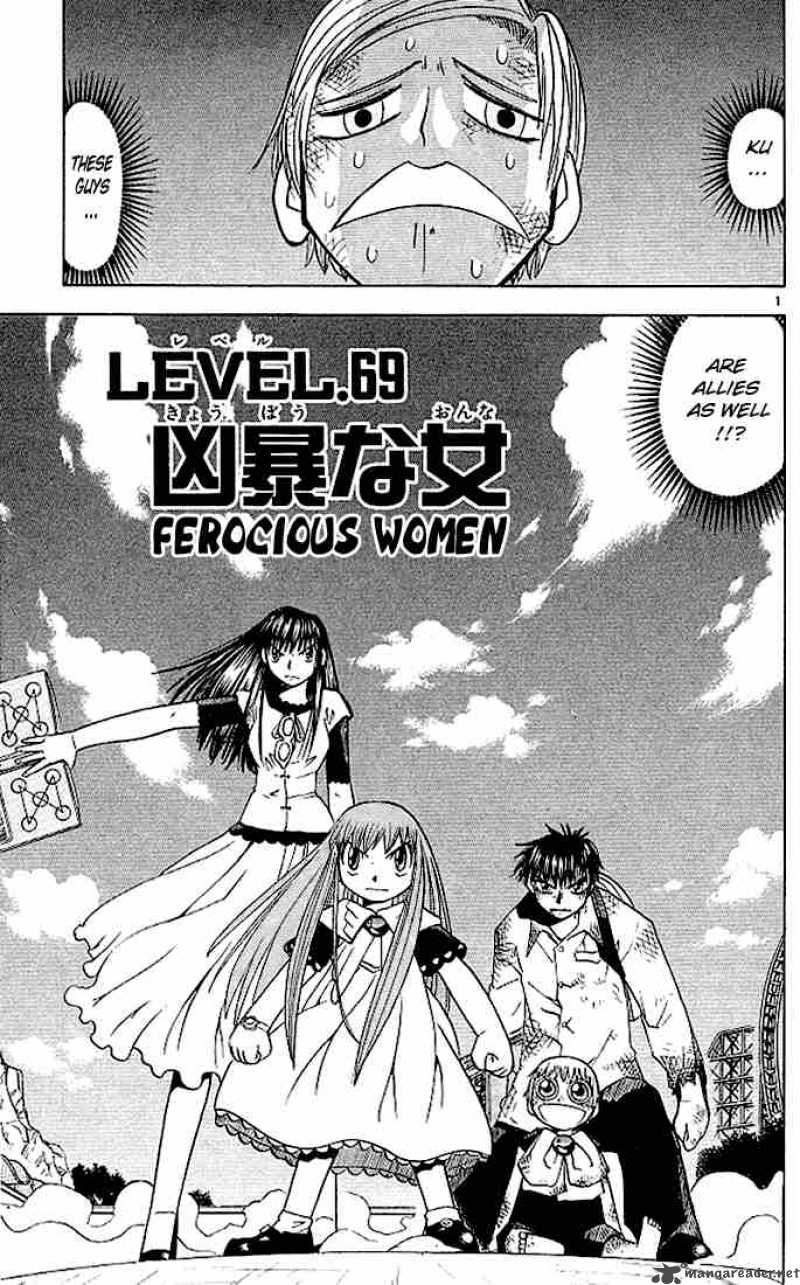 KU
...
THESE
GUYS
...
1
ARE
ALLIES
AS WELL
!!?
レベル
LEVEL.69
きょうぼう おんな
凶暴な女
FEROCIOUS WOMEN
mangareader.net